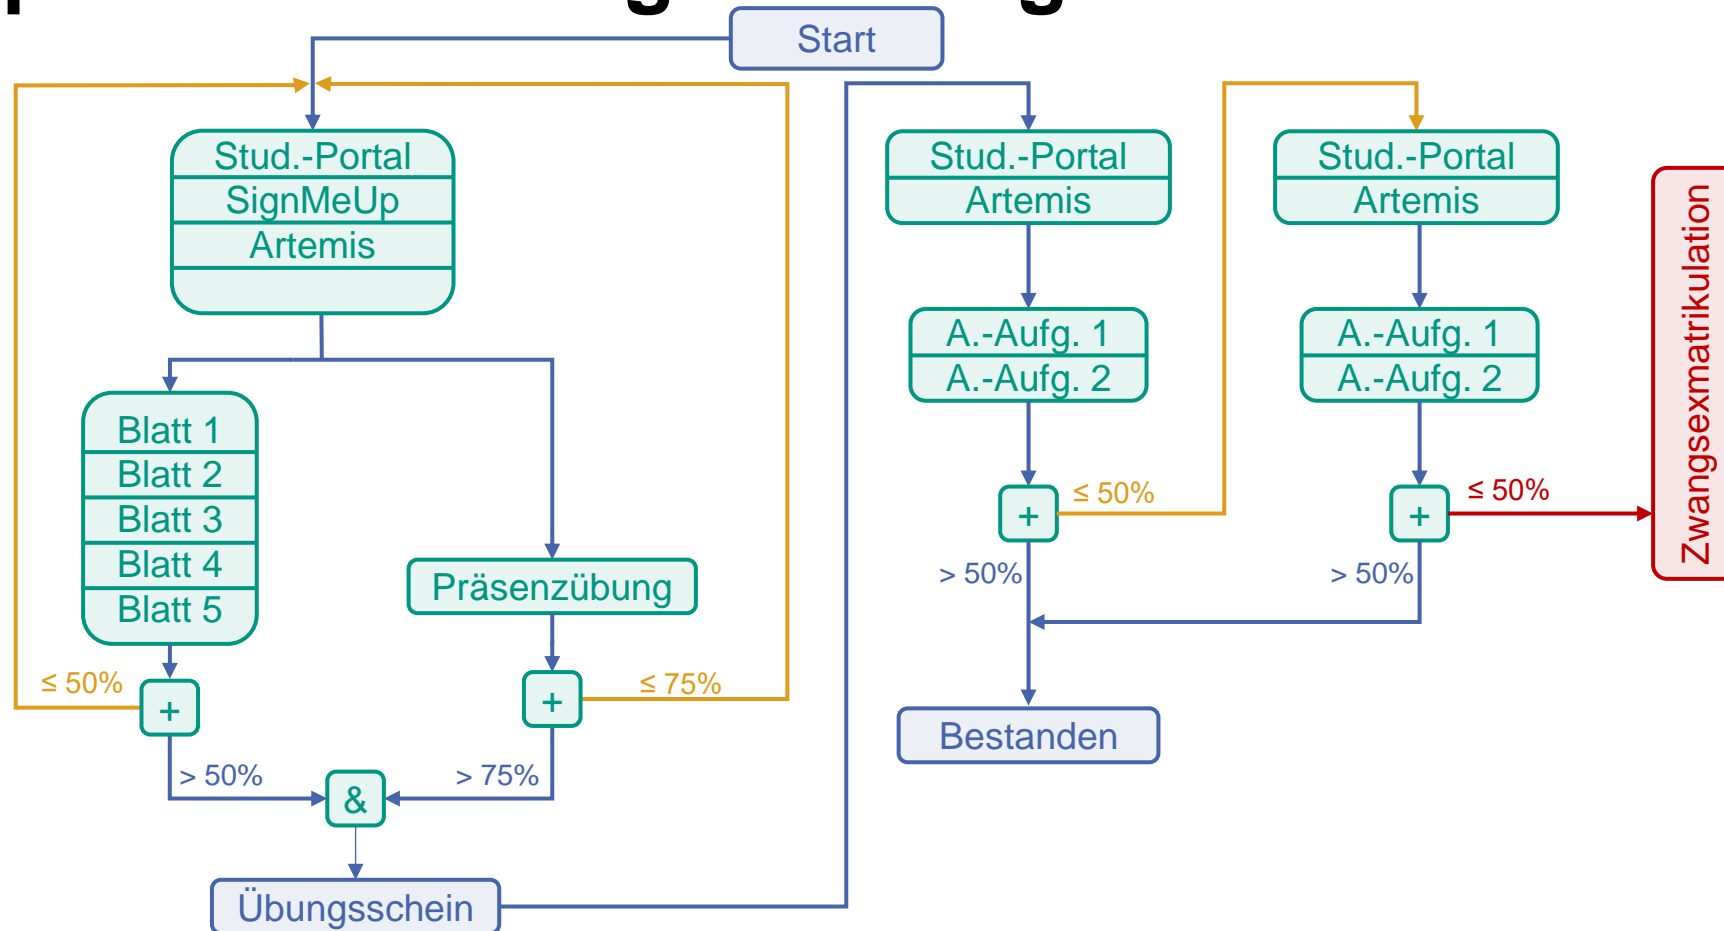 Start
Stud.-Portal
SignMeUp
Artemis
Blatt 1
Blatt 2
Blatt 3
Blatt 4
Blatt 5
≤ 50%
+
> 50%
Präsenzübung
+
≤ 75%
> 75%
&
Übungsschein
Stud.-Portal
Artemis
A.-Aufg. 1
A.-Aufg. 2
+
≤ 50%
> 50%
Bestanden
Stud.-Portal
Artemis
A.-Aufg. 1
A.-Aufg. 2
+
≤ 50%
> 50%
Zwangsexmatrikulation